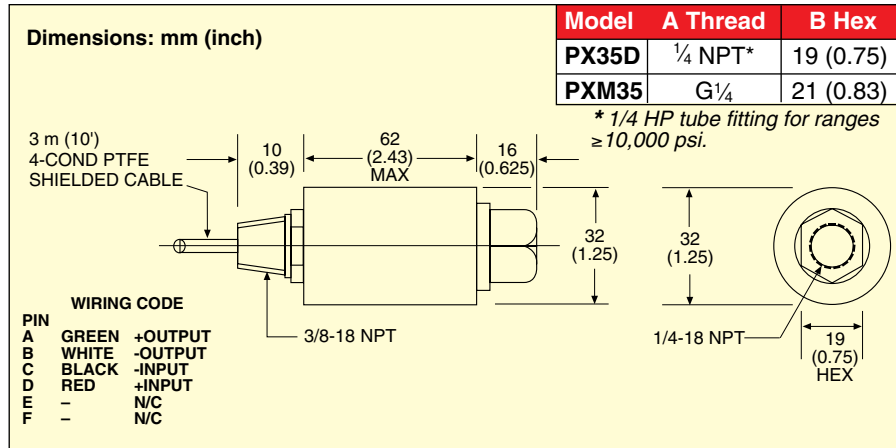 Dimensions: mm (inch)
Model A Thread B Hex
PX35D ¼ NPT* 19 (0.75)
PXM35 G¼ 21 (0.83)
* 1/4 HP tube fitting for ranges
≥10,000 psi.
3 m (10')
4-COND PTFE
SHIELDED CABLE
10
(0.39)
62
(2.43)
MAX
16
(0.625)
32
(1.25)
32
(1.25)
3/8-18 NPT
1/4-18 NPT
19
(0.75)
HEX
WIRING CODE
PIN
A GREEN +OUTPUT
B WHITE -OUTPUT
C BLACK -INPUT
D RED +INPUT
E – N/C
F – N/C